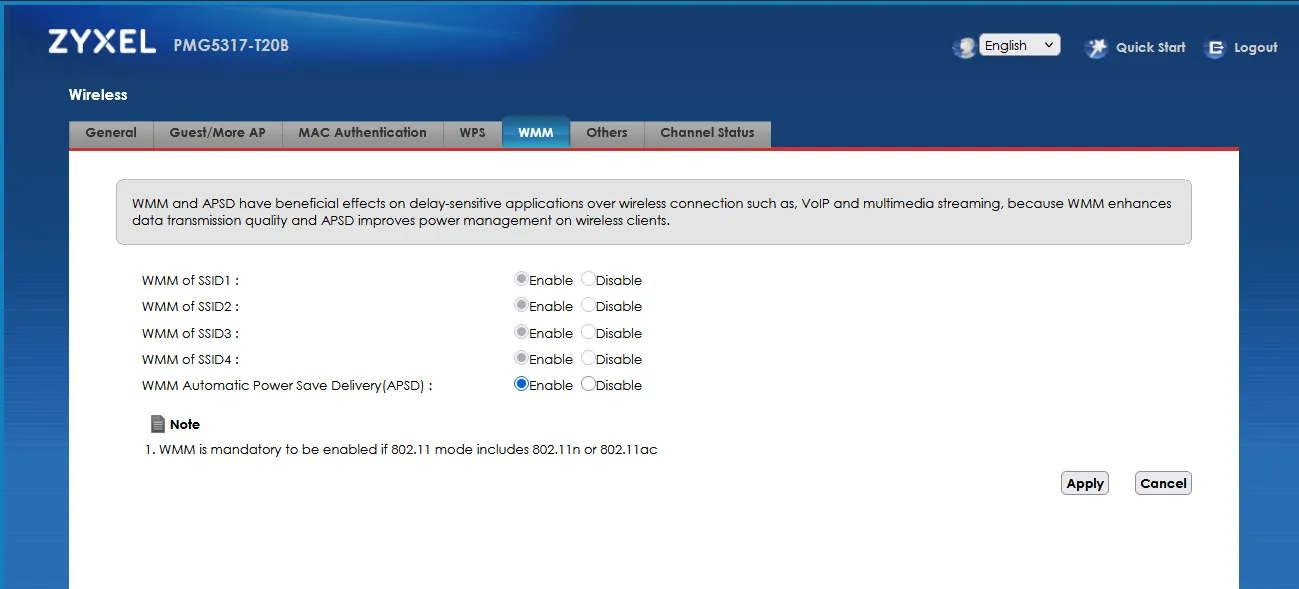 ZYXEL PMG5317-T20B
English Quick Start Logout
Wireless
General Guest/More AP MAC Authentication WPS WMM Others Channel Status
WMM and APSD have beneficial effects on delay-sensitive applications over wireless connection such as, VoIP and multimedia streaming, because WMM enhances
data transmission quality and APSD improves power management on wireless clients.
WMM of SSID1 : Enable Disable
WMM of SSID2 : Enable Disable
WMM of SSID3 : Enable Disable
WMM of SSID4 : Enable Disable
WMM Automatic Power Save Delivery(APSD) : Enable Disable
Note
1. WMM is mandatory to be enabled if 802.11 mode includes 802.11n or 802.11ac
Apply Cancel